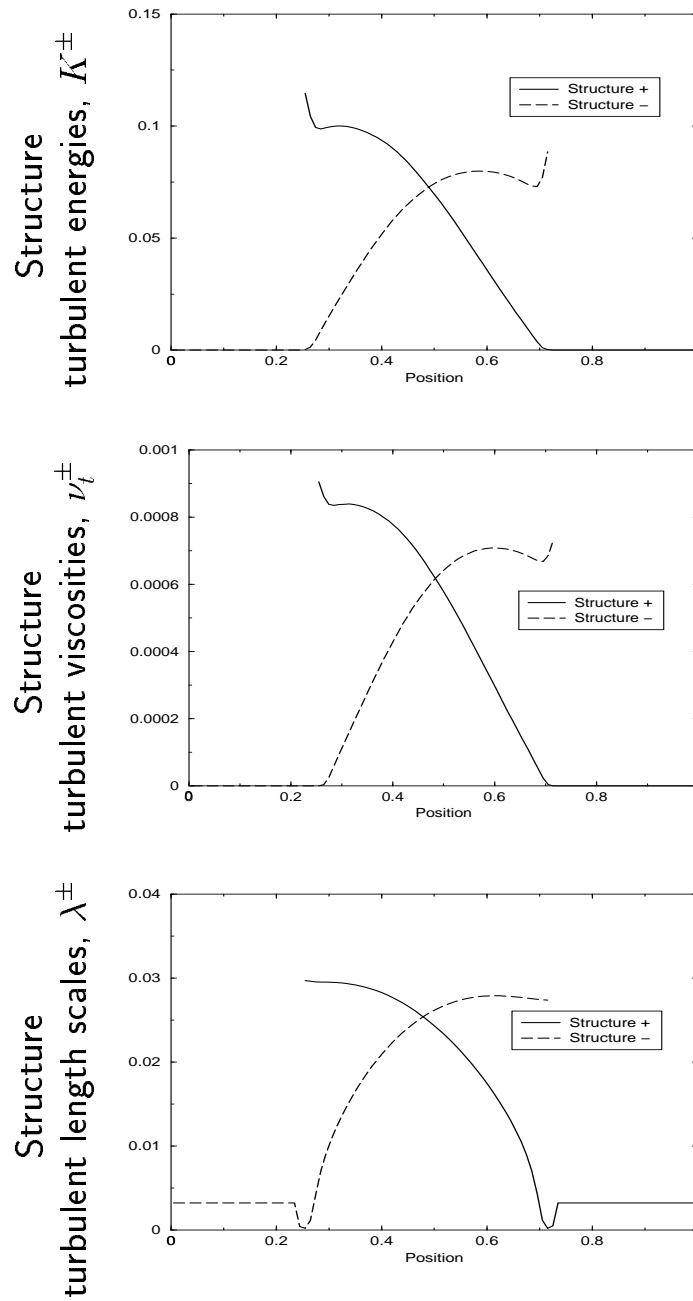 Structure
turbulent energies, K±
0.15
0.1
0.05
0
Structure +
Structure –
0 0.2 0.4 0.6 0.8
Position
Structure
turbulent viscosities, ν_t^±
0.001
0.0008
0.0006
0.0004
0.0002
0
Structure +
Structure –
0 0.2 0.4 0.6 0.8
Position
Structure
turbulent length scales, λ±
0.04
0.03
0.02
0.01
0
Structure +
Structure –
0 0.2 0.4 0.6 0.8
Position